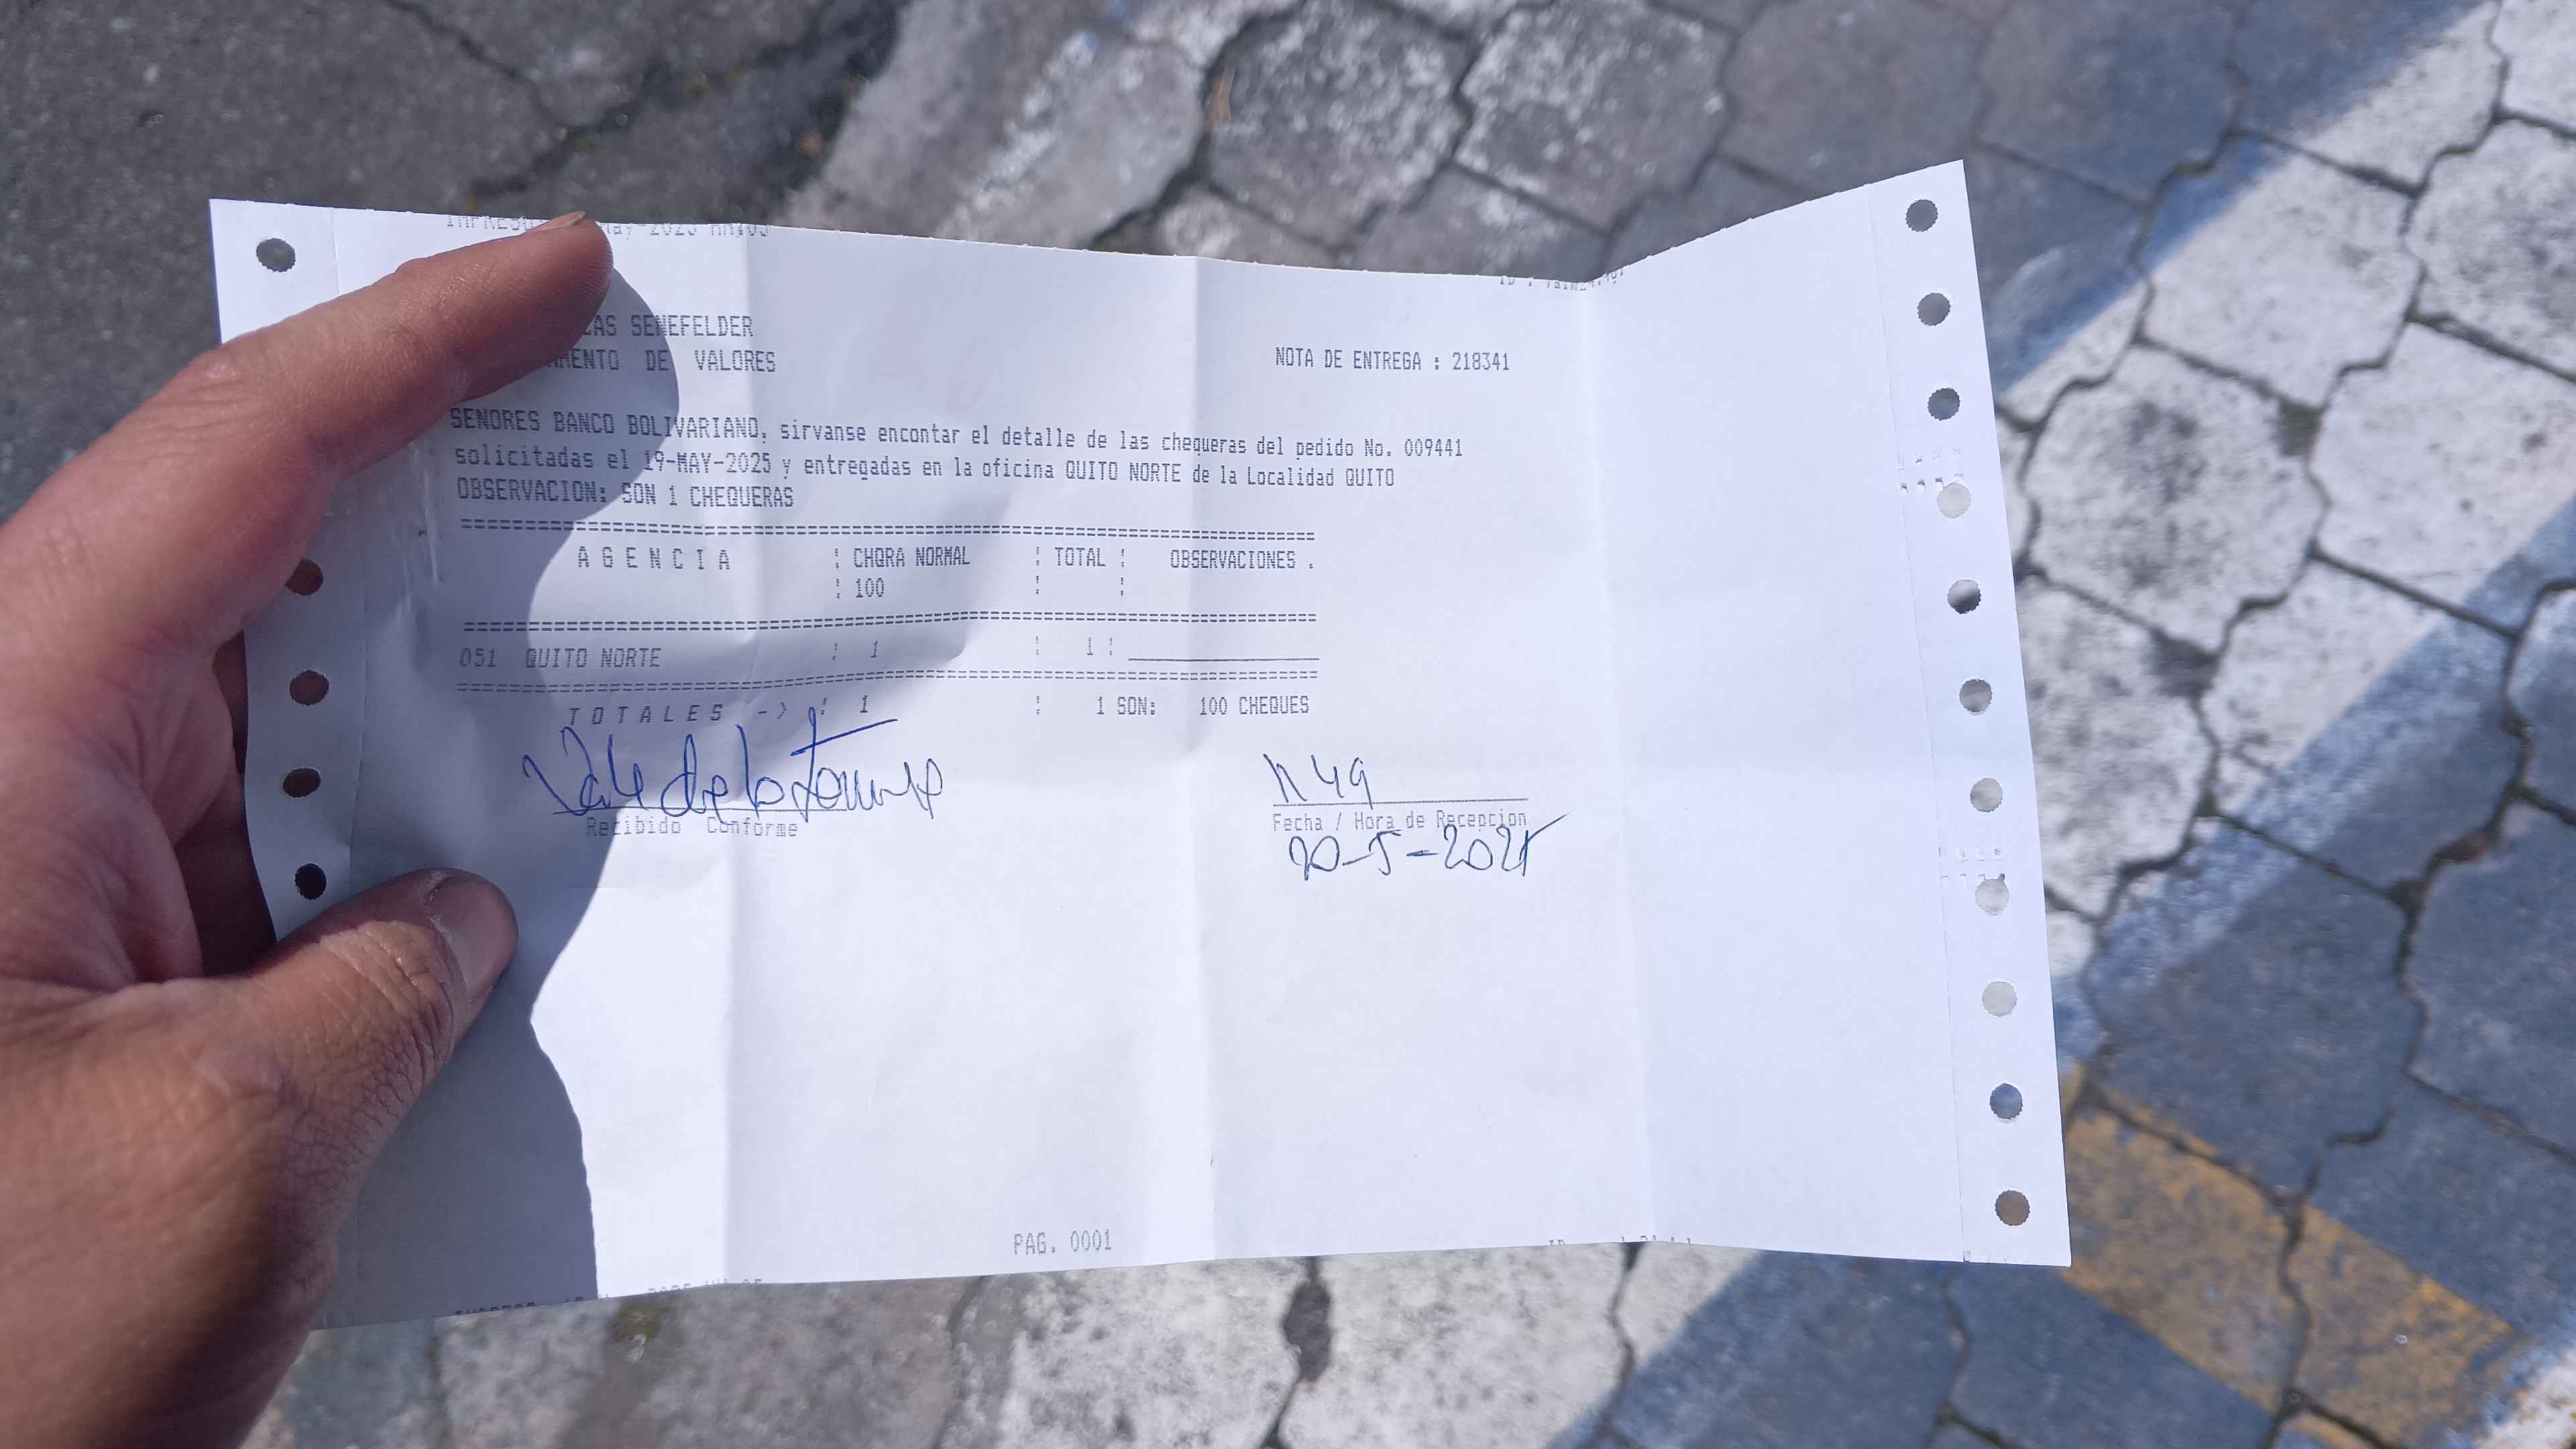 SENEFELDER
DE VALORES
NOTA DE ENTREGA : 218341
SENORES BANCO BOLIVARIANO, sirvanse encontar el detalle de las chequeras del pedido No. 009441
solicitadas el 19-MAY-2025 y entregadas en la oficina QUITO NORTE de la Localidad QUITO
OBSERVACION: SON 1 CHEQUERAS
A G E N C I A : CHQRA NORMAL : TOTAL : OBSERVACIONES .
: 100 : :
051 QUITO NORTE : 1 : 1 :
T O T A L E S -> : 1 : 1 SON: 100 CHEQUES
11 49
Recibido Conforme
Fecha / Hora de Recepcion
20-5-2025
PAG. 0001